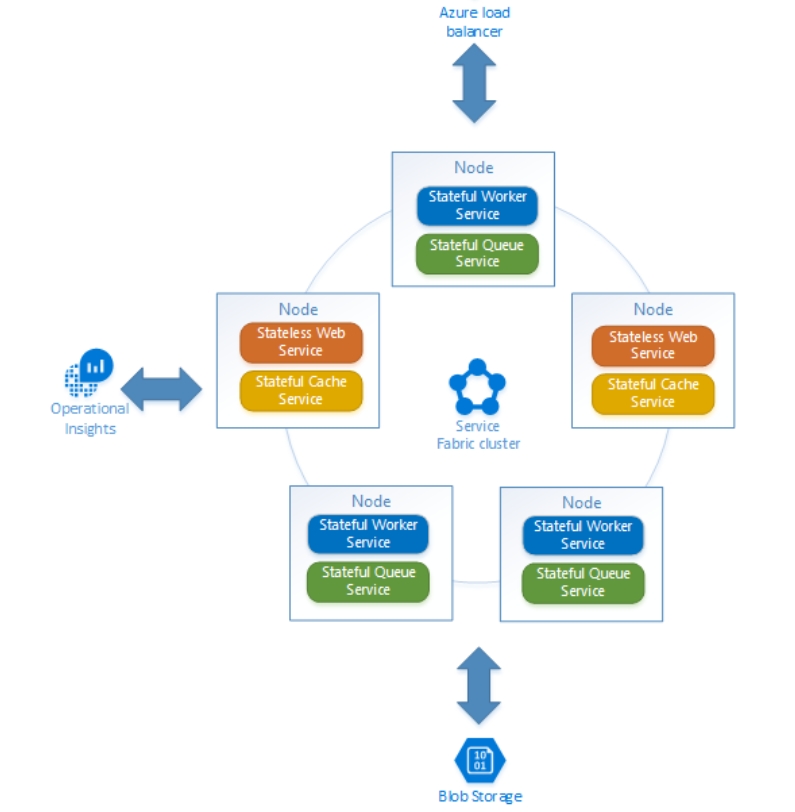 Azure load
balancer
Node
Stateful Worker
Service
Stateful Queue
Service
Node
Stateless Web
Service
Stateful Cache
Service
Node
Stateless Web
Service
Stateful Cache
Service
Operational
Insights
Service
Fabric cluster
Node
Stateful Worker
Service
Stateful Queue
Service
Node
Stateful Worker
Service
Stateful Queue
Service
10
01
Blob Storage